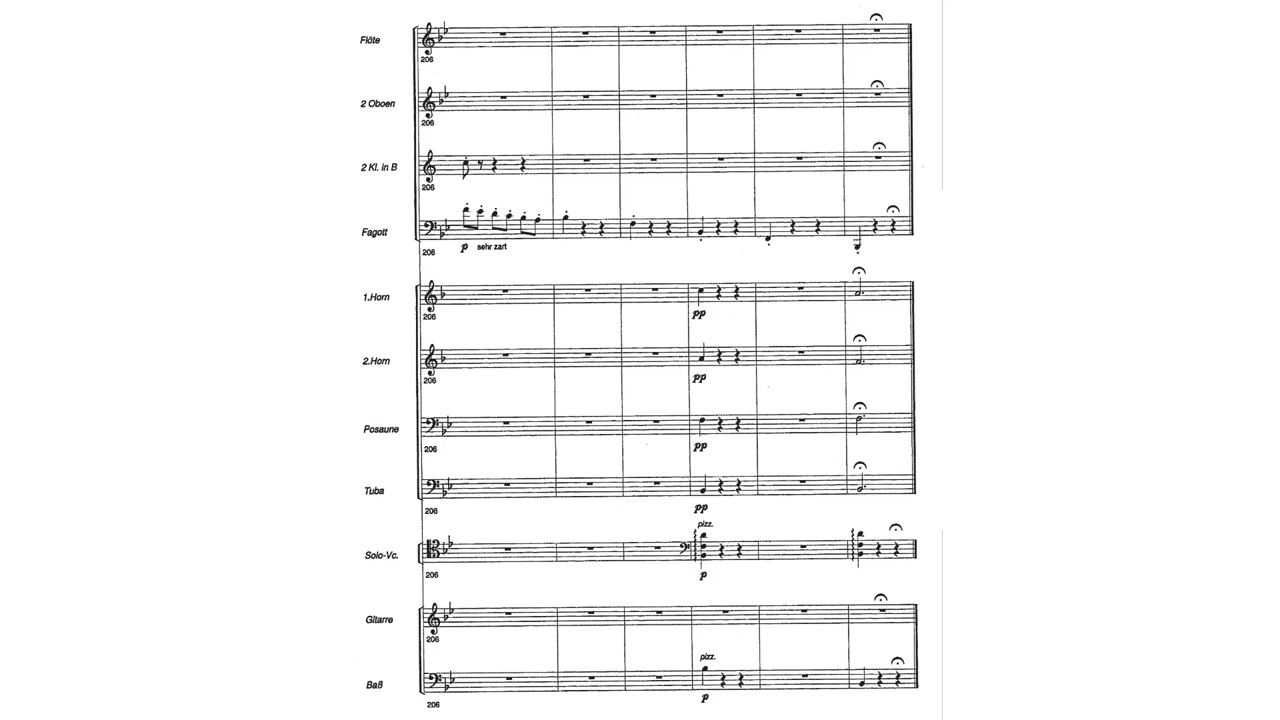 Flöte
206
2 Oboen
206
2 Kl. in B
206
Fagott
p sehr zart
206
1.Horn
pp
206
2.Horn
pp
206
Posaune
pp
206
Tuba
pp
206
pizz.
Solo-Vc.
p
206
Gitarre
206
pizz.
Baß
p
206